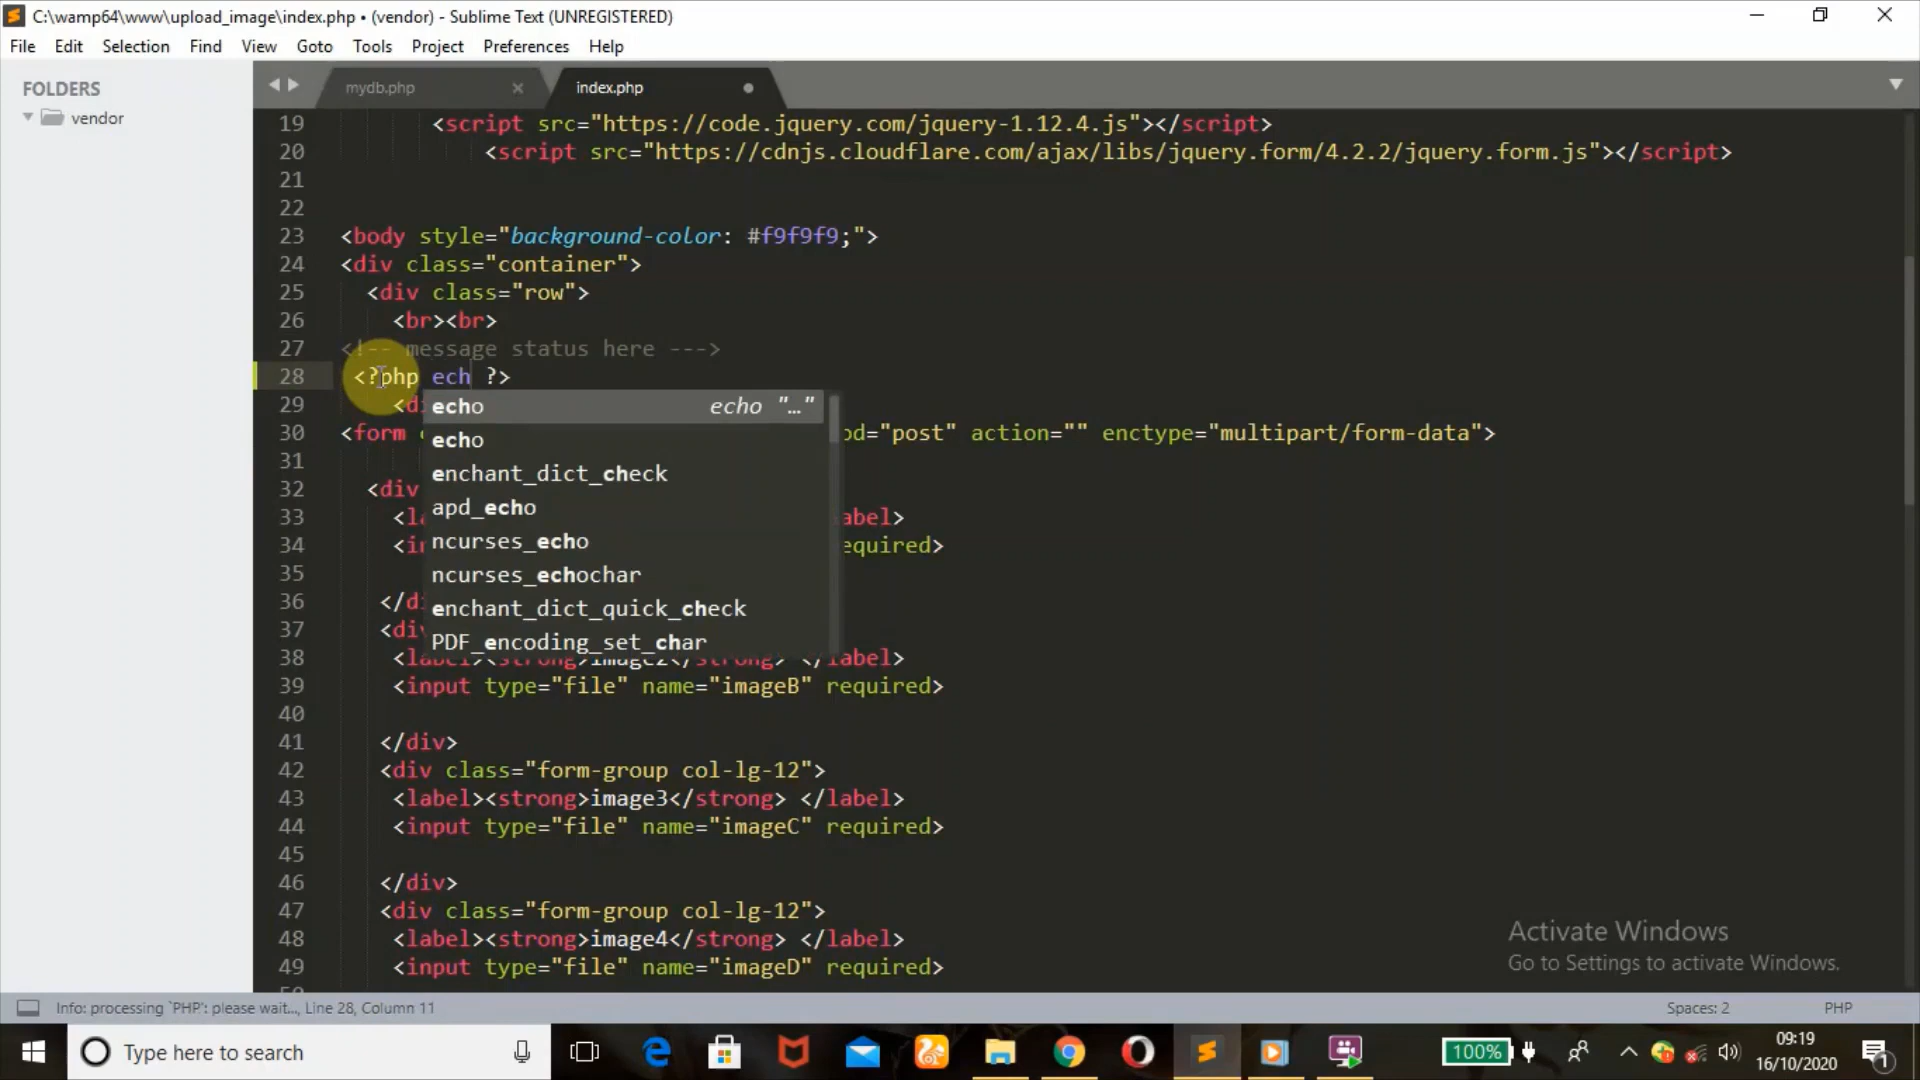 C:\wamp64\www\upload_image\index.php • (vendor) - Sublime Text (UNREGISTERED)
File Edit Selection Find View Goto Tools Project Preferences Help
FOLDERS
vendor
mydb.php
index.php
19 <script src="https://code.jquery.com/jquery-1.12.4.js"></script>
20 <script src="https://cdnjs.cloudflare.com/ajax/libs/jquery.form/4.2.2/jquery.form.js"></script>
21
22
23 <body style="background-color: #f9f9f9;">
24 <div class="container">
25 <div class="row">
26 <br><br>
27 <!-- message status here --->
28 <?php ech ?>
29 <di
echo echo "…"
echo
enchant_dict_check
apd_echo
ncurses_echo
ncurses_echochar
enchant_dict_quick_check
PDF_encoding_set_char
30 <form od="post" action="" enctype="multipart/form-data">
31
32 <div
33 <la abel>
34 <in equired>
35
36 </di
37 <div
38 <label><strong>image2</strong> </label>
39 <input type="file" name="imageB" required>
40
41 </div>
42 <div class="form-group col-lg-12">
43 <label><strong>image3</strong> </label>
44 <input type="file" name="imageC" required>
45
46 </div>
47 <div class="form-group col-lg-12">
48 <label><strong>image4</strong> </label>
49 <input type="file" name="imageD" required>
Activate Windows
Go to Settings to activate Windows.
Info: processing `PHP`: please wait…, Line 28, Column 11
Spaces: 2
PHP
Type here to search
100%
09:19
16/10/2020
1